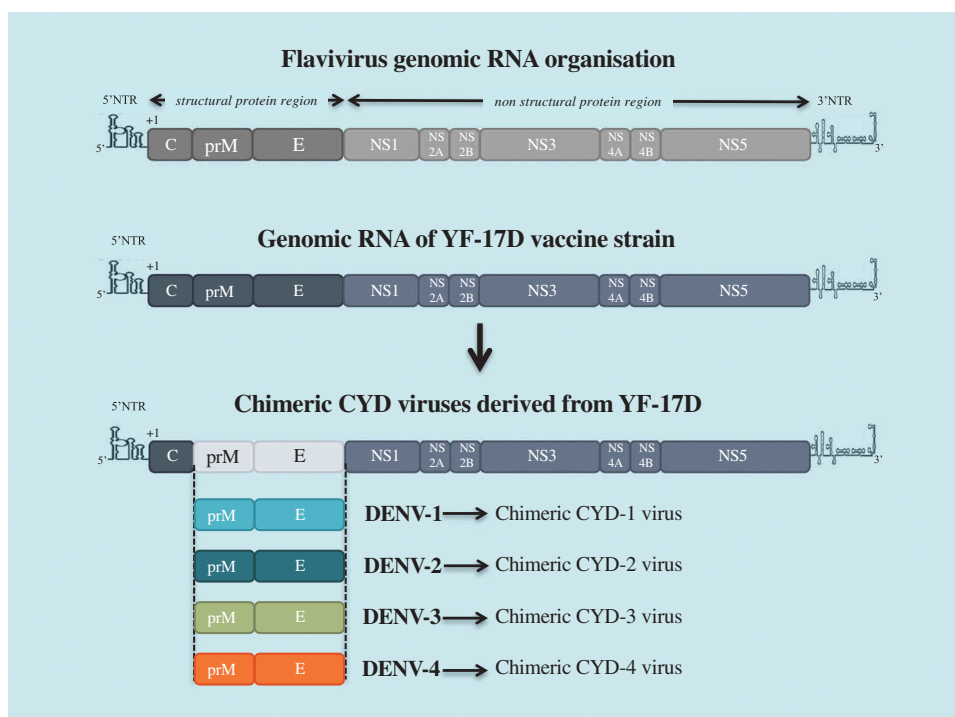 Flavivirus genomic RNA organisation
5'NTR structural protein region non structural protein region 3'NTR
+1
5' C prM E NS1 NS 2A NS 2B NS3 NS 4A NS 4B NS5 3'
Genomic RNA of YF-17D vaccine strain
5'NTR
+1
5' C prM E NS1 NS 2A NS 2B NS3 NS 4A NS 4B NS5 3'
Chimeric CYD viruses derived from YF-17D
5'NTR
+1
5' C prM E NS1 NS 2A NS 2B NS3 NS 4A NS 4B NS5 3'
prM E DENV-1 Chimeric CYD-1 virus
prM E DENV-2 Chimeric CYD-2 virus
prM E DENV-3 Chimeric CYD-3 virus
prM E DENV-4 Chimeric CYD-4 virus